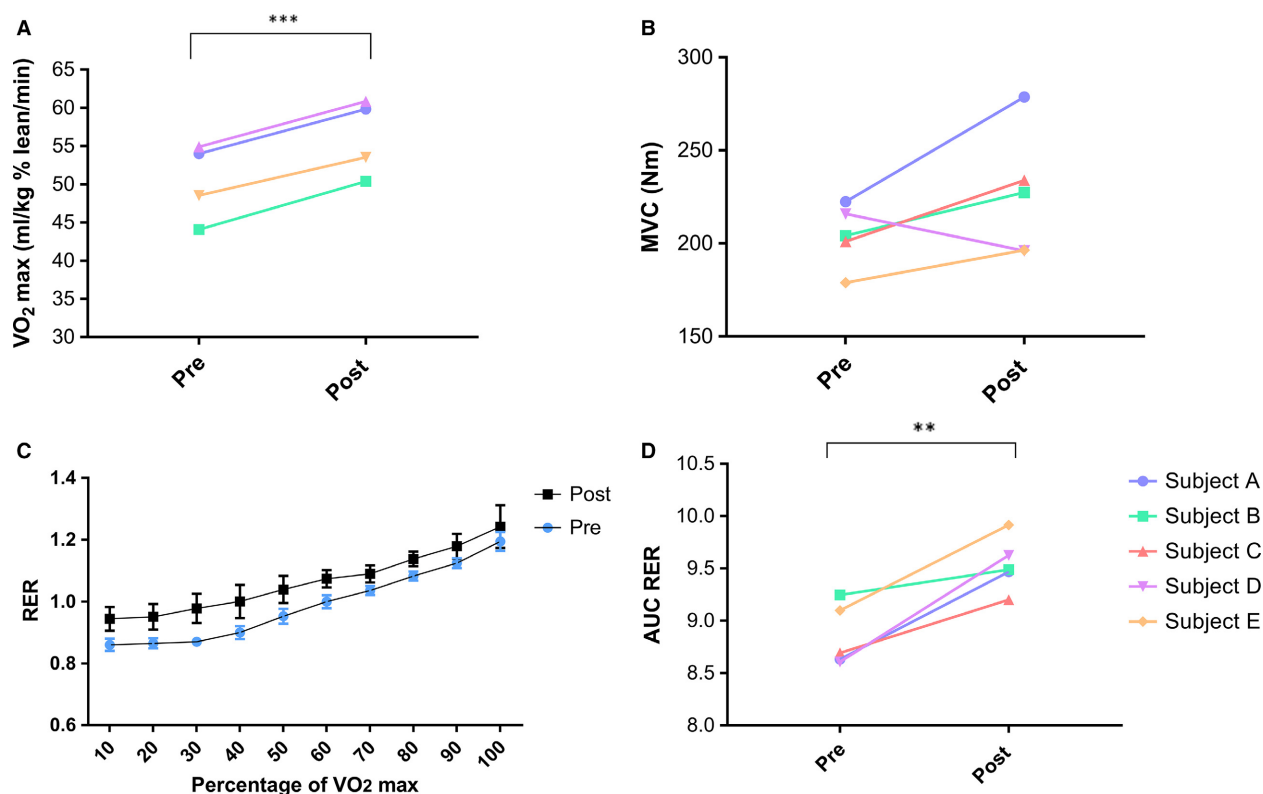 A
***
VO2 max (ml/kg % lean/min)
65
60
55
50
45
40
35
30
Pre
Post
B
MVC (Nm)
300
250
200
150
Pre
Post
C
RER
1.4
1.2
1.0
0.8
0.6
10
20
30
40
50
60
70
80
90
100
Percentage of VO2 max
Post
Pre
D
**
AUC RER
10.5
10.0
9.5
9.0
8.5
8.0
Pre
Post
Subject A
Subject B
Subject C
Subject D
Subject E